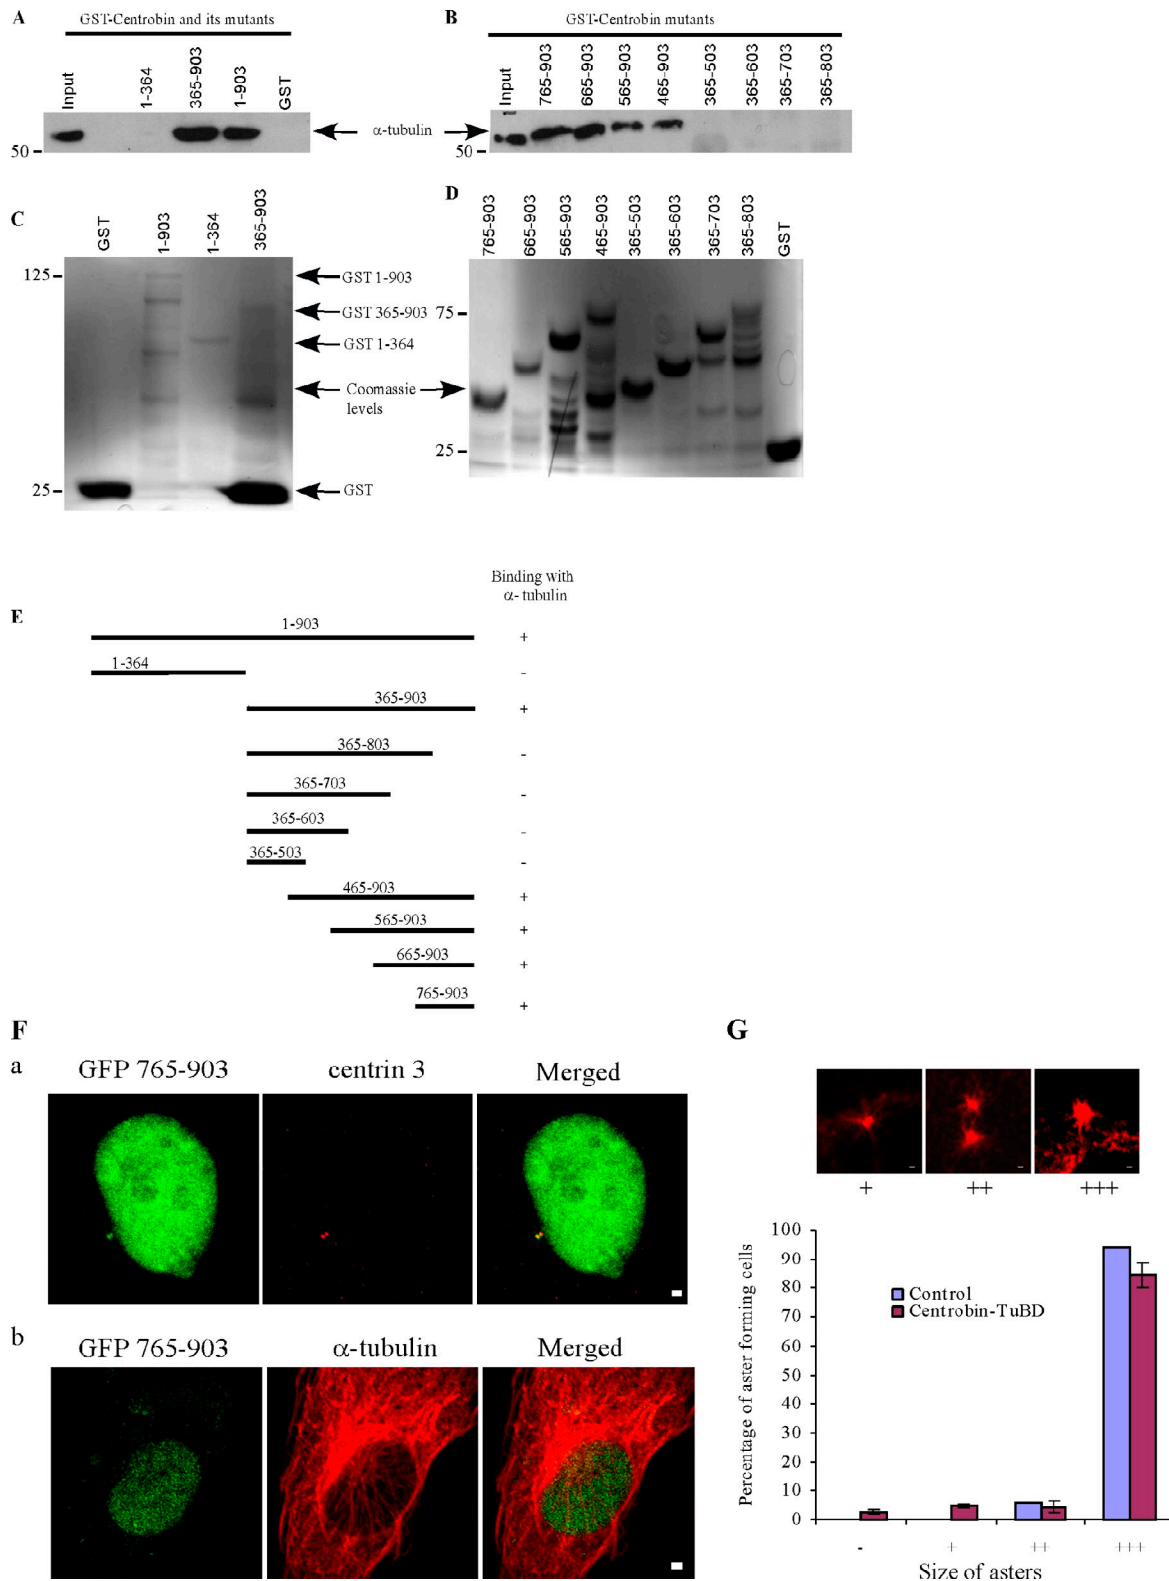 A
GST-Centrobin and its mutants
Input
1-364
365-903
1-903
GST
50
α-tubulin
B
GST-Centrobin mutants
Input
765-903
665-903
565-903
465-903
365-503
365-603
365-703
365-803
50
C
GST
1-903
1-364
365-903
125
25
GST 1-903
GST 365-903
GST 1-364
Coomassie
levels
GST
D
765-903
665-903
565-903
465-903
365-503
365-603
365-703
365-803
GST
75
25
Binding with
α- tubulin
E
1-903
+
1-364
-
365-903
+
365-803
-
365-703
-
365-603
-
365-503
-
465-903
+
565-903
+
665-903
+
765-903
+
F
a
GFP 765-903
centrin 3
Merged
b
GFP 765-903
α-tubulin
Merged
G
+
++
+++
Percentage of aster forming cells
100
90
80
70
60
50
40
30
20
10
0
Control
Centrobin-TuBD
-
+
++
+++
Size of asters